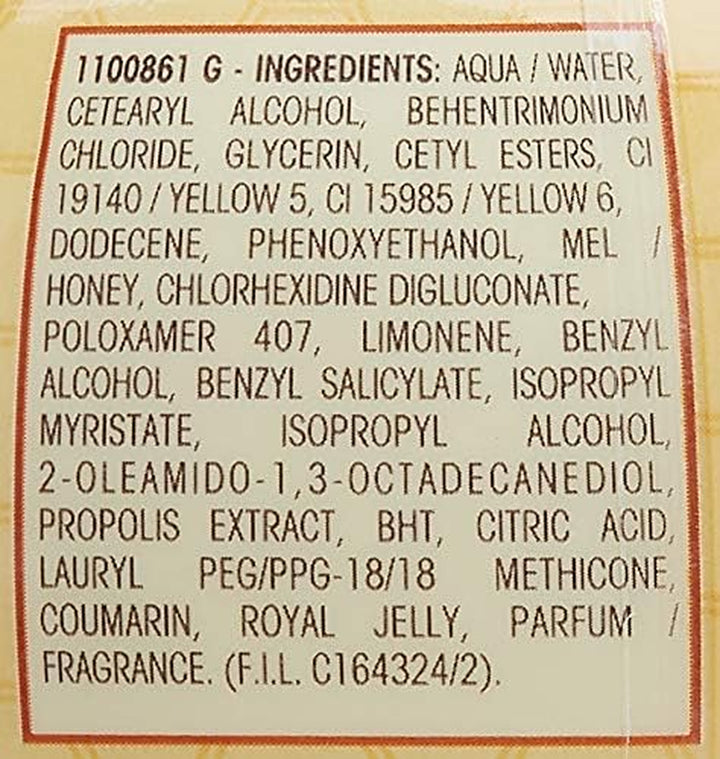 1100861 G - INGREDIENTS: AQUA / WATER,
CETEARYL ALCOHOL, BEHENTRIMONIUM
CHLORIDE, GLYCERIN, CETYL ESTERS, CI
19140 / YELLOW 5, CI 15985 / YELLOW 6,
DODECENE, PHENOXYETHANOL, MEL /
HONEY, CHLORHEXIDINE DIGLUCONATE,
POLOXAMER 407, LIMONENE, BENZYL
ALCOHOL, BENZYL SALICYLATE, ISOPROPYL
MYRISTATE, ISOPROPYL ALCOHOL,
2-OLEAMIDO-1,3-OCTADECANEDIOL,
PROPOLIS EXTRACT, BHT, CITRIC ACID,
LAURYL PEG/PPG-18/18 METHICONE,
COUMARIN, ROYAL JELLY, PARFUM /
FRAGRANCE. (F.I.L. C164324/2).